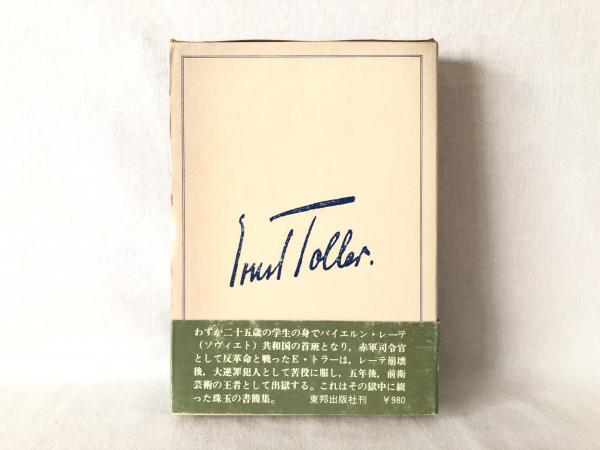 Ernst Toller.
わずか二十五歳の学生の身でバイエルン・レーテ
（ソヴィエト）共和国の首班となり，赤軍司令官
として反革命と戦ったE・トラーは，レーテ崩壊
後，大逆罪犯人として苦役に服し，五年後，前衛
芸術の王者として出獄する。これはその獄中に綴
った珠玉の書簡集。 東邦出版社刊 ￥980